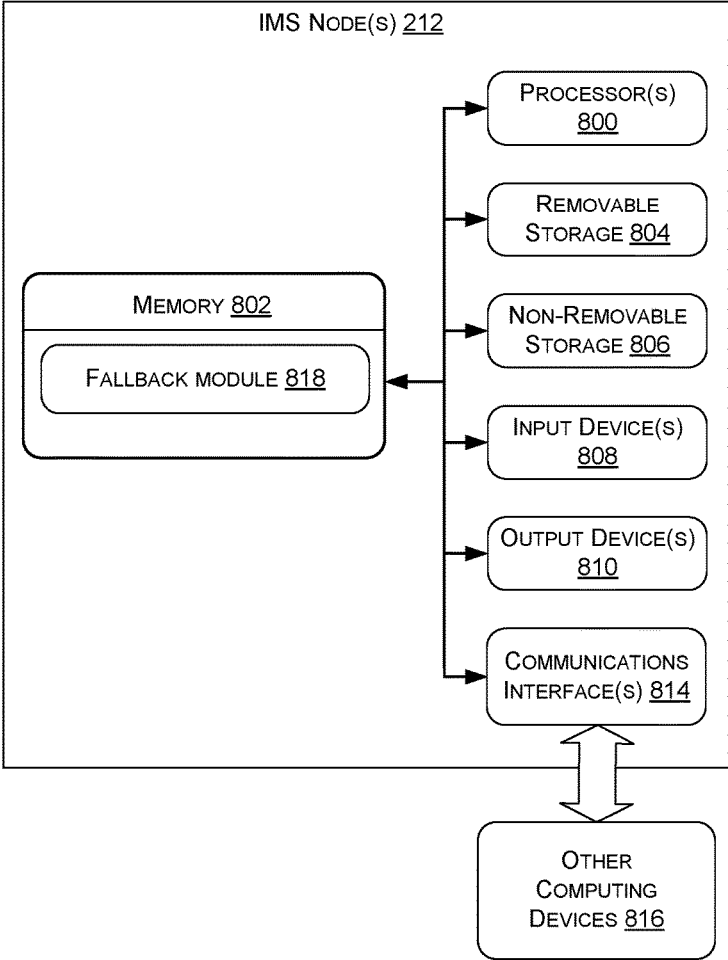 IMS NODE(S) 212
PROCESSOR(S)
800
REMOVABLE
STORAGE 804
MEMORY 802
NON-REMOVABLE
STORAGE 806
FALLBACK MODULE 818
INPUT DEVICE(S)
808
OUTPUT DEVICE(S)
810
COMMUNICATIONS
INTERFACE(S) 814
OTHER
COMPUTING
DEVICES 816